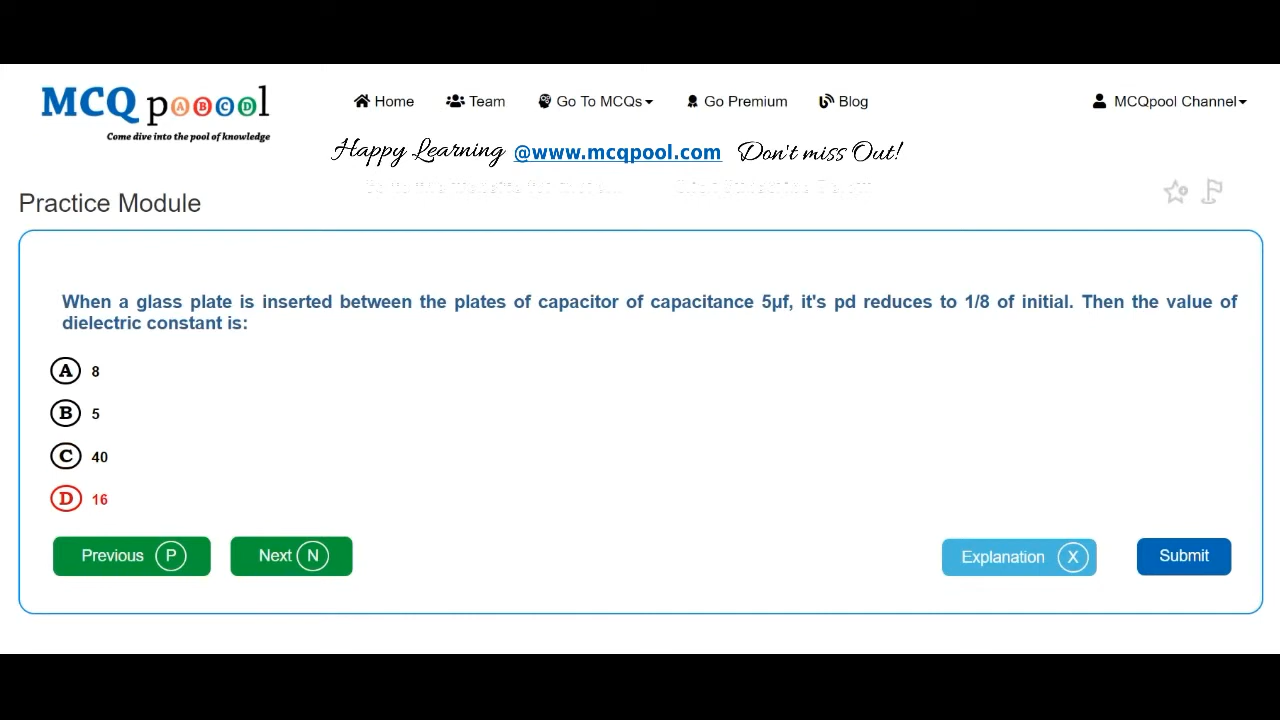 MCQ pABCDl
Come dive into the pool of knowledge
Home Team Go To MCQs Go Premium Blog MCQpool Channel
Happy Learning @www.mcqpool.com Don't miss Out!
Practice Module
When a glass plate is inserted between the plates of capacitor of capacitance 5µf, it's pd reduces to 1/8 of initial. Then the value of
dielectric constant is:
A 8
B 5
C 40
D 16
Previous P Next N Explanation X Submit